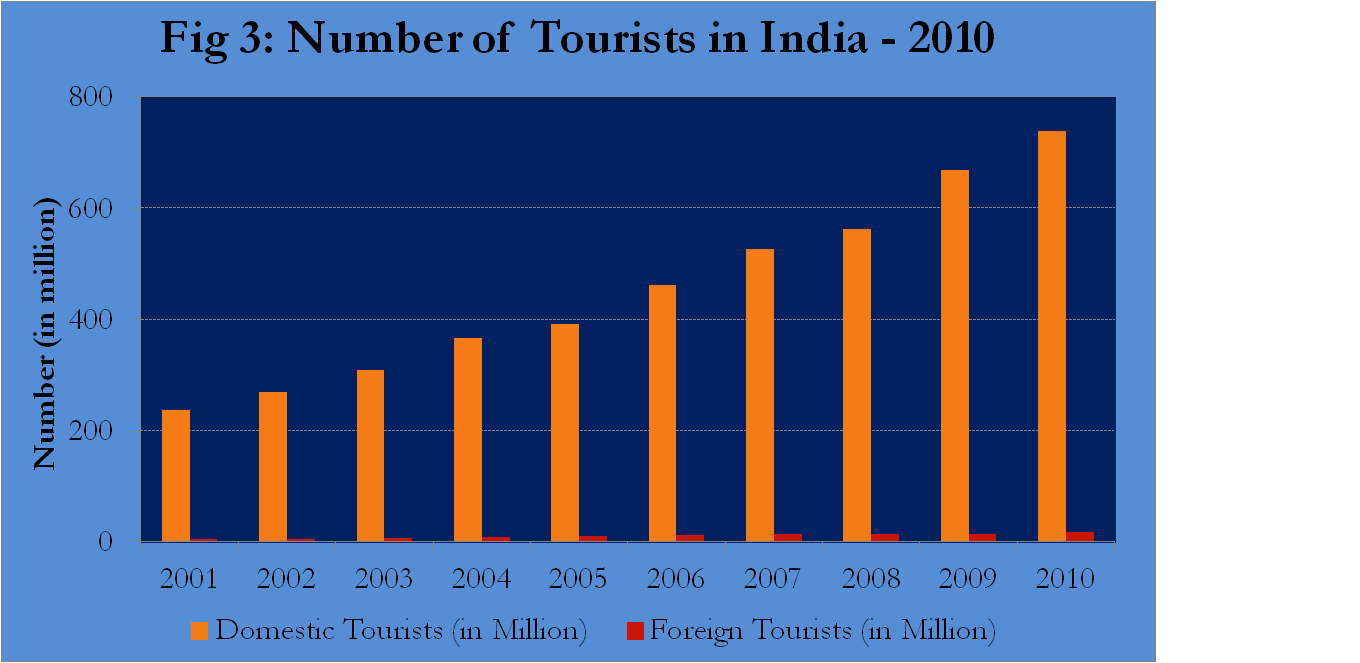 Fig 3: Number of Tourists in India - 2010
Number (in million)
800
600
400
200
0
2001 2002 2003 2004 2005 2006 2007 2008 2009 2010
Domestic Tourists (in Million) Foreign Tourists (in Million)